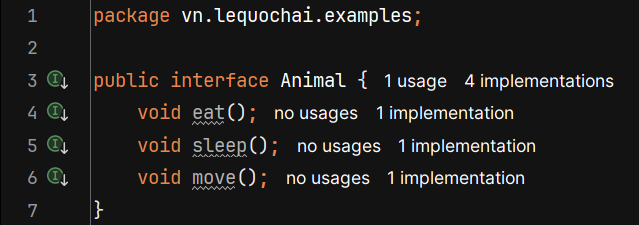 1 package vn.lequochai.examples;
2
3 public interface Animal { 1 usage 4 implementations
4 void eat(); no usages 1 implementation
5 void sleep(); no usages 1 implementation
6 void move(); no usages 1 implementation
7 }